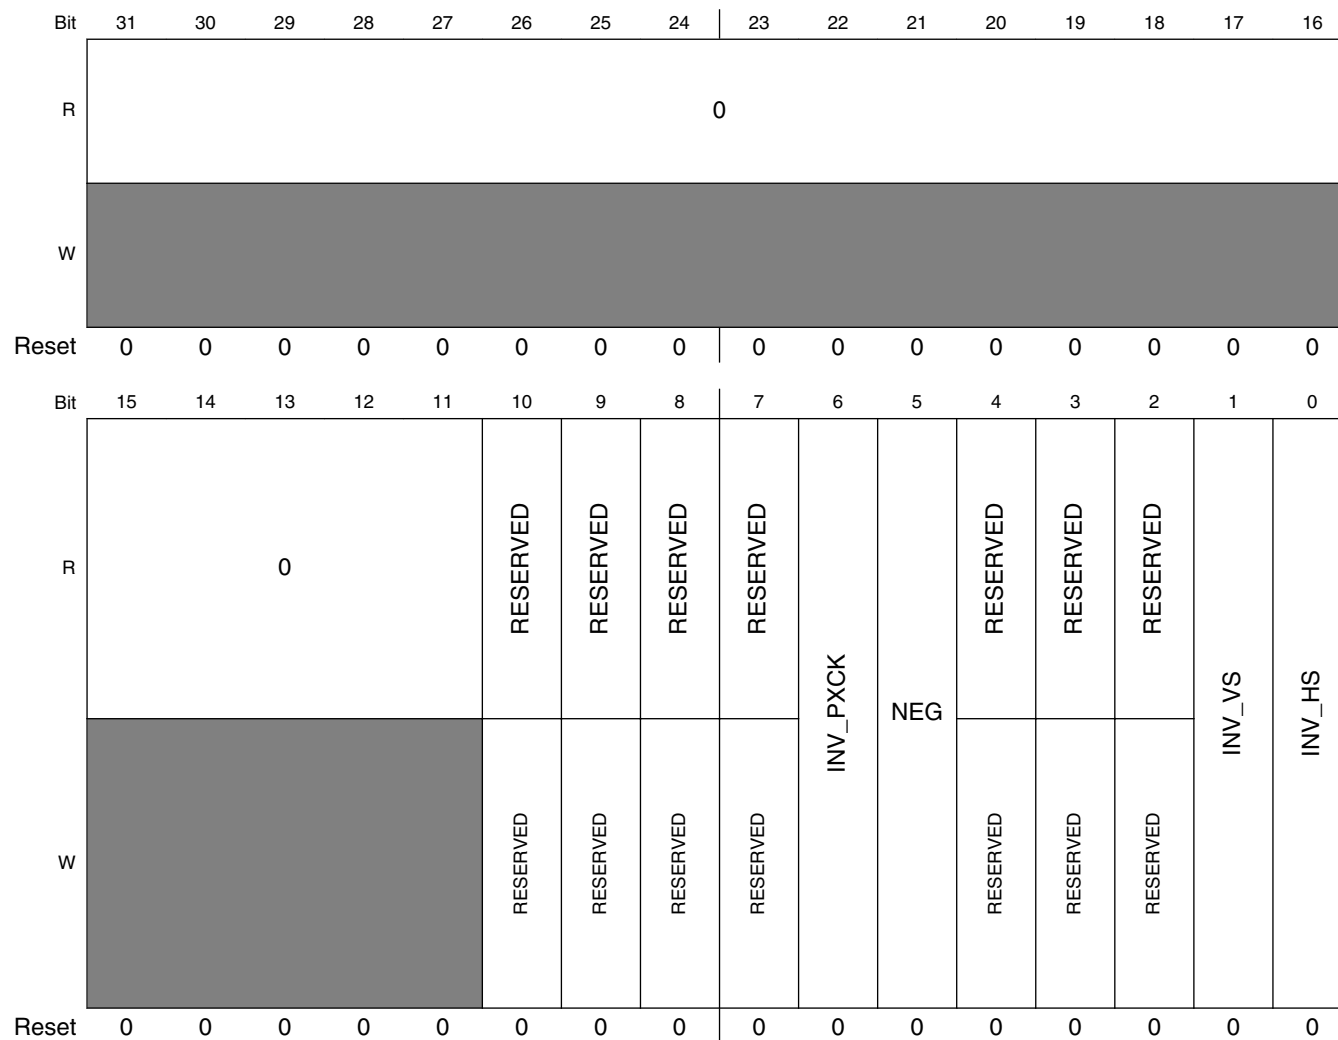 Bit 31 30 29 28 27 26 25 24 23 22 21 20 19 18 17 16
R 0
W
Reset 0 0 0 0 0 0 0 0 0 0 0 0 0 0 0 0
Bit 15 14 13 12 11 10 9 8 7 6 5 4 3 2 1 0
R 0 RESERVED RESERVED RESERVED RESERVED INV_PXCK NEG RESERVED RESERVED RESERVED INV_VS INV_HS
W RESERVED RESERVED RESERVED RESERVED RESERVED RESERVED RESERVED
Reset 0 0 0 0 0 0 0 0 0 0 0 0 0 0 0 0